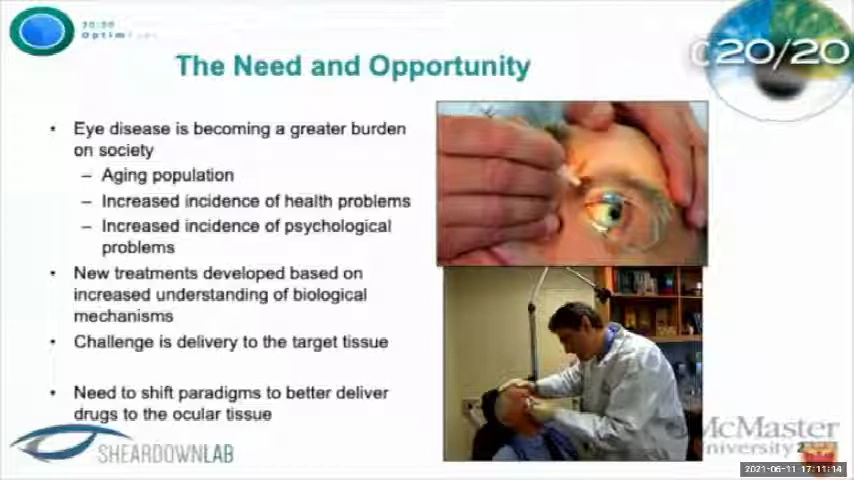 The Need and Opportunity
C20/20
• Eye disease is becoming a greater burden
on society
– Aging population
– Increased incidence of health problems
– Increased incidence of psychological
problems
• New treatments developed based on
increased understanding of biological
mechanisms
• Challenge is delivery to the target tissue
• Need to shift paradigms to better deliver
drugs to the ocular tissue
SHEARDOWNLAB
McMaster
University
2021-06-11 17:11:14